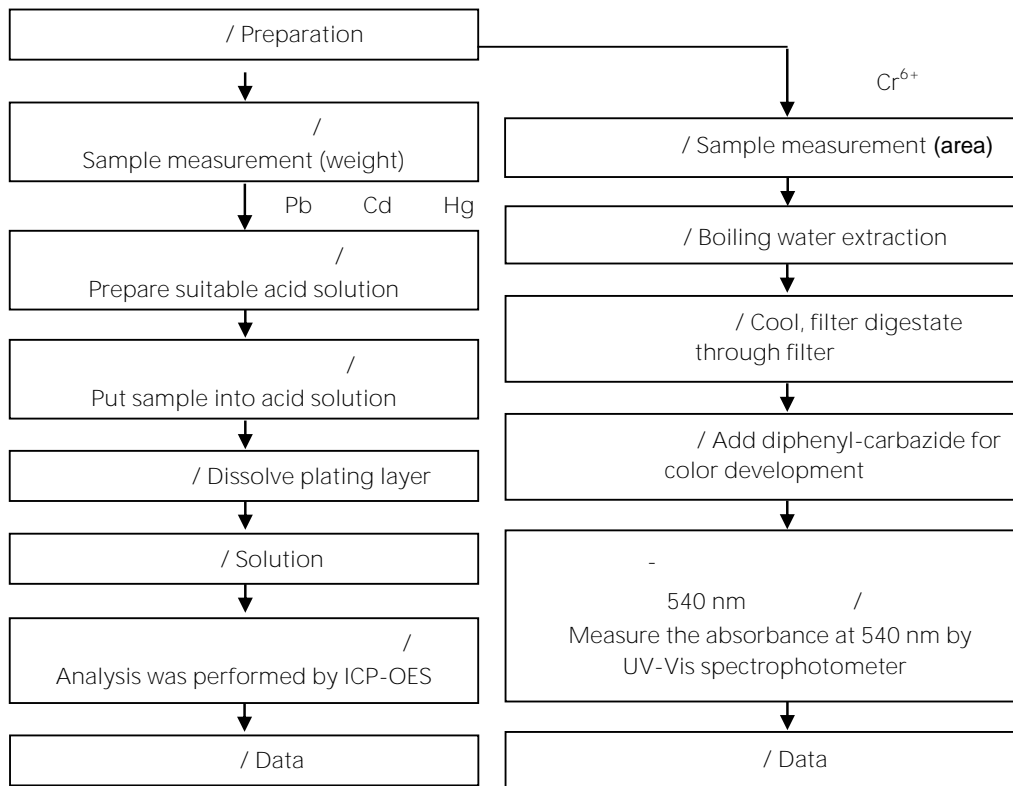 / Preparation
/
Sample measurement (weight)
Pb Cd Hg
/
Prepare suitable acid solution
/
Put sample into acid solution
/ Dissolve plating layer
/ Solution
/
Analysis was performed by ICP-OES
/ Data
Cr6+
/ Sample measurement (area)
/ Boiling water extraction
/ Cool, filter digestate
through filter
/ Add diphenyl-carbazide for
color development
-
540 nm /
Measure the absorbance at 540 nm by
UV-Vis spectrophotometer
/ Data